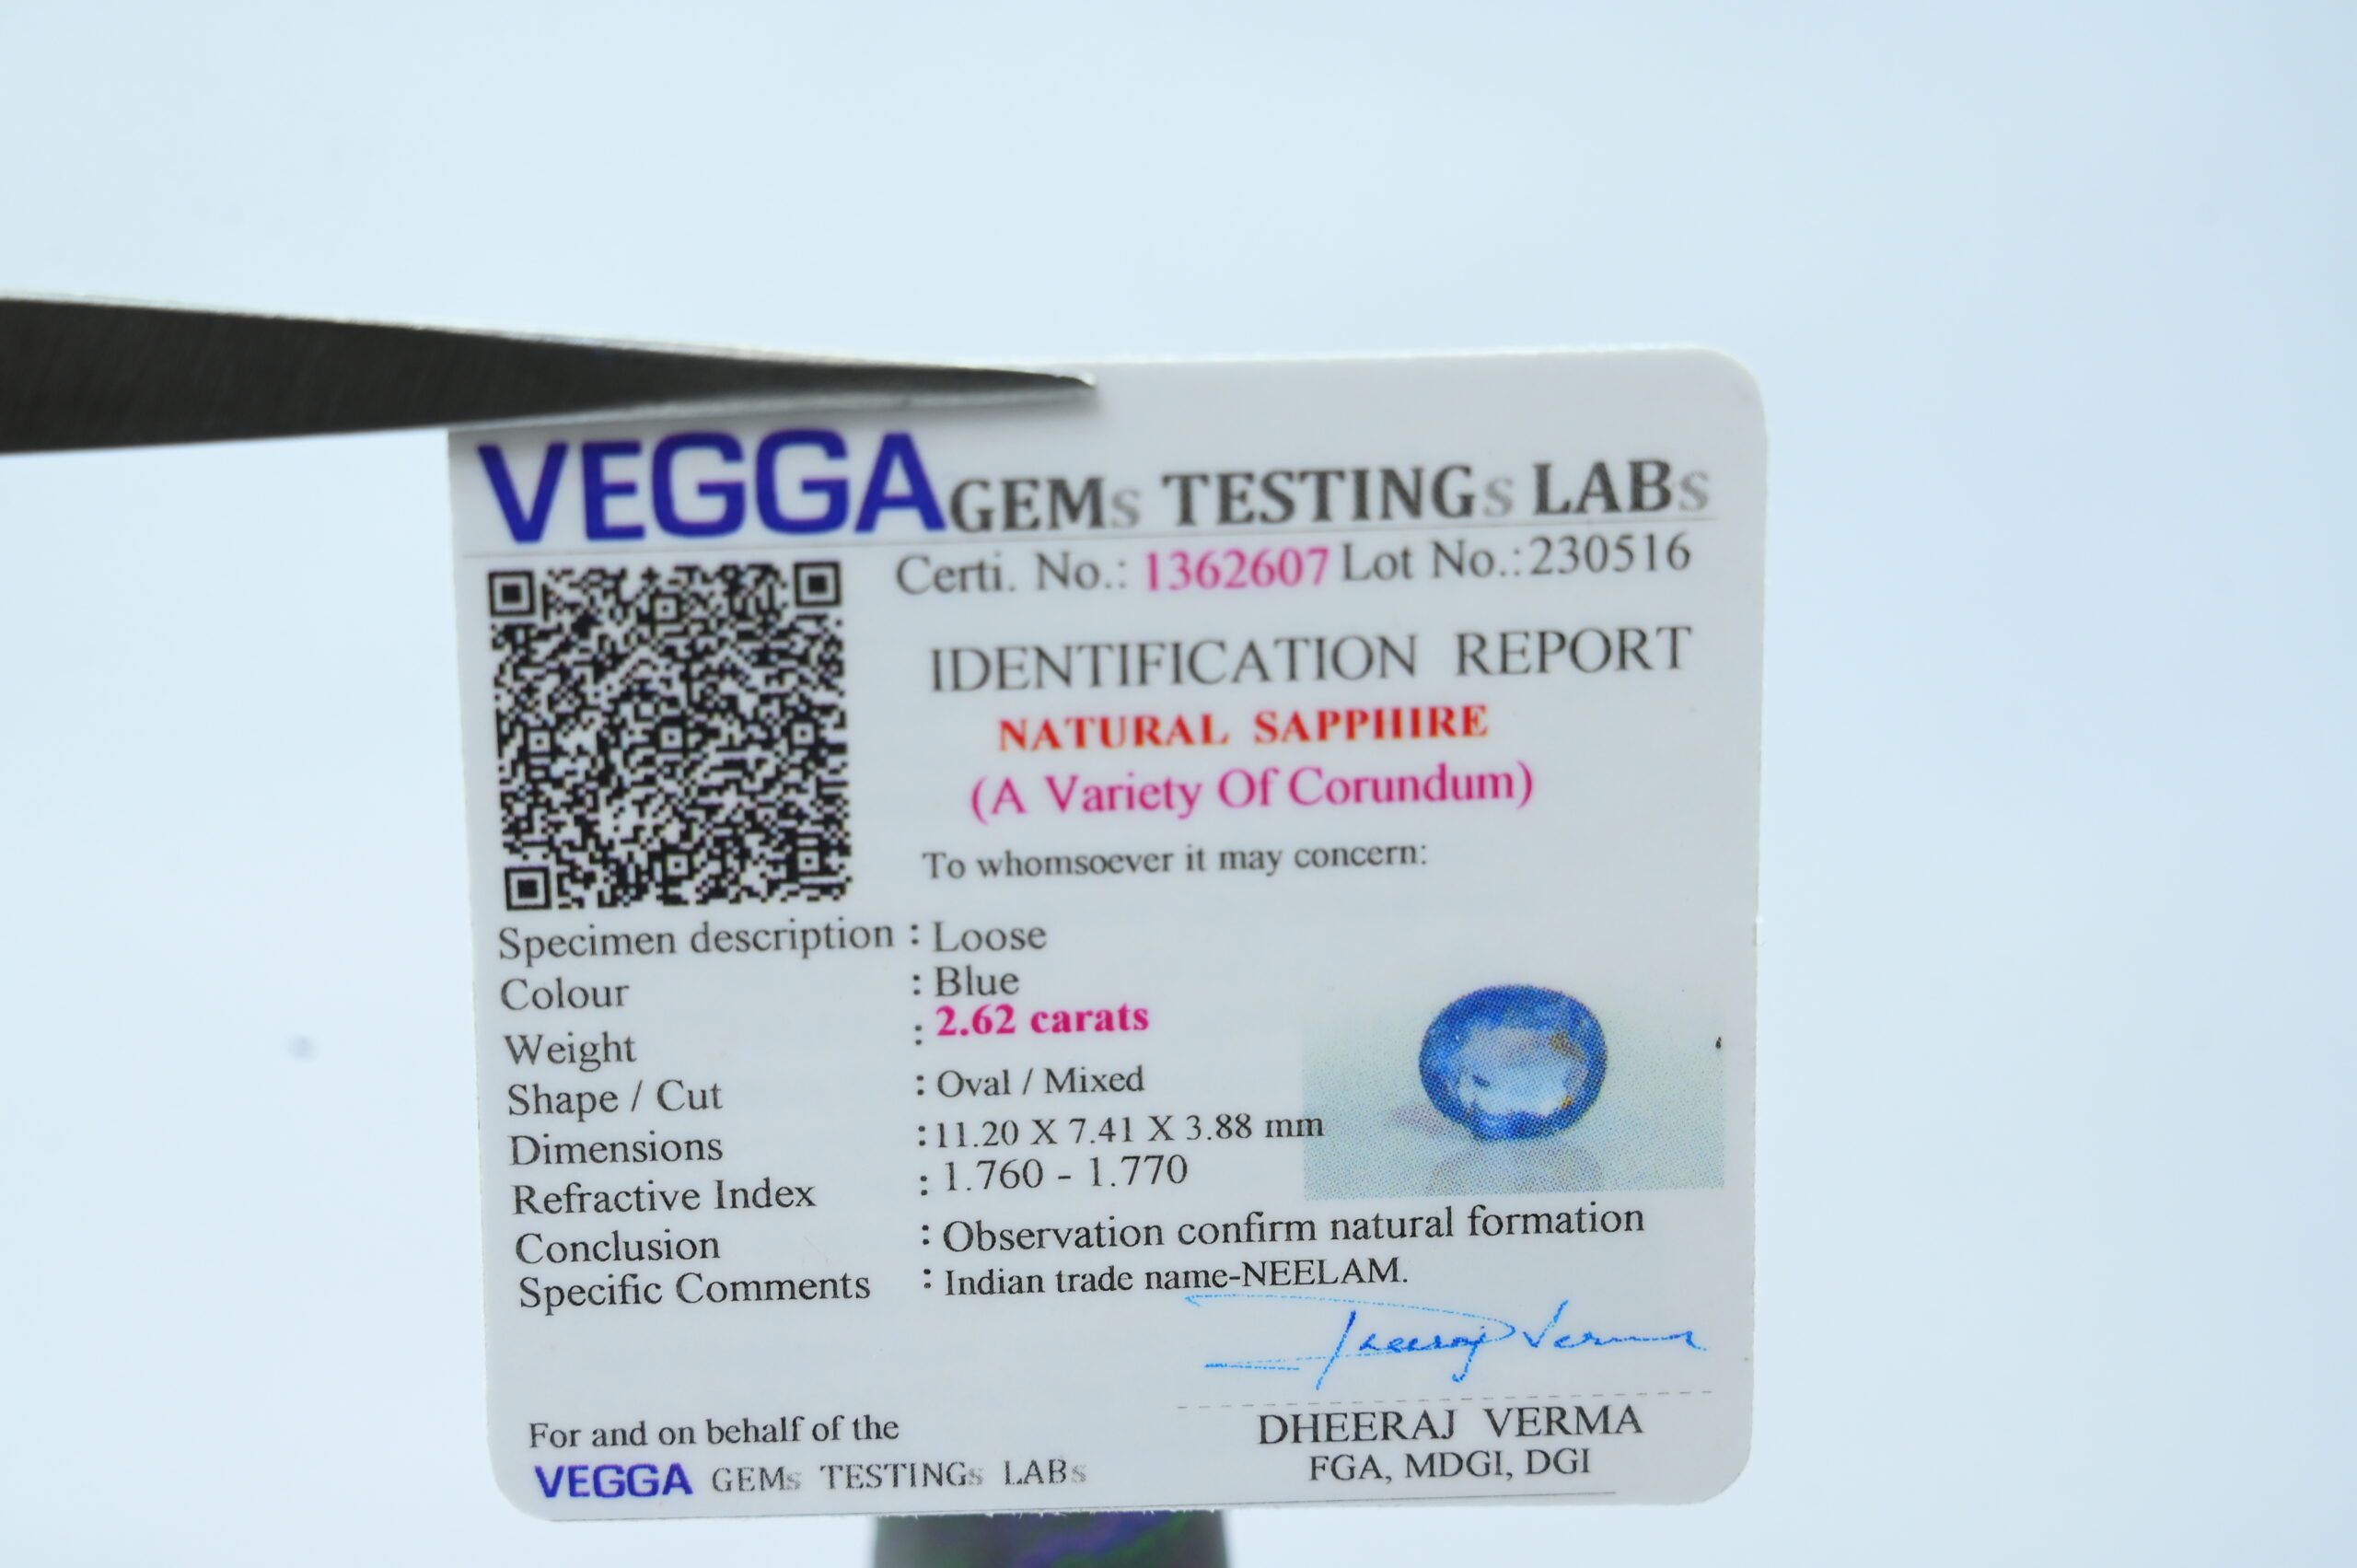 VEGGA GEMs TESTINGs LABs
Certi. No.: 1362607 Lot No.:230516
IDENTIFICATION REPORT
NATURAL SAPPHIRE
(A Variety Of Corundum)
To whomsoever it may concern:
Specimen description : Loose
Colour : Blue
Weight : 2.62 carats
Shape / Cut : Oval / Mixed
Dimensions : 11.20 X 7.41 X 3.88 mm
Refractive Index : 1.760 - 1.770
Conclusion : Observation confirm natural formation
Specific Comments : Indian trade name-NEELAM.
Dheeraj Verma
For and on behalf of the
VEGGA GEMs TESTINGs LABs
DHEERAJ VERMA
FGA, MDGI, DGI